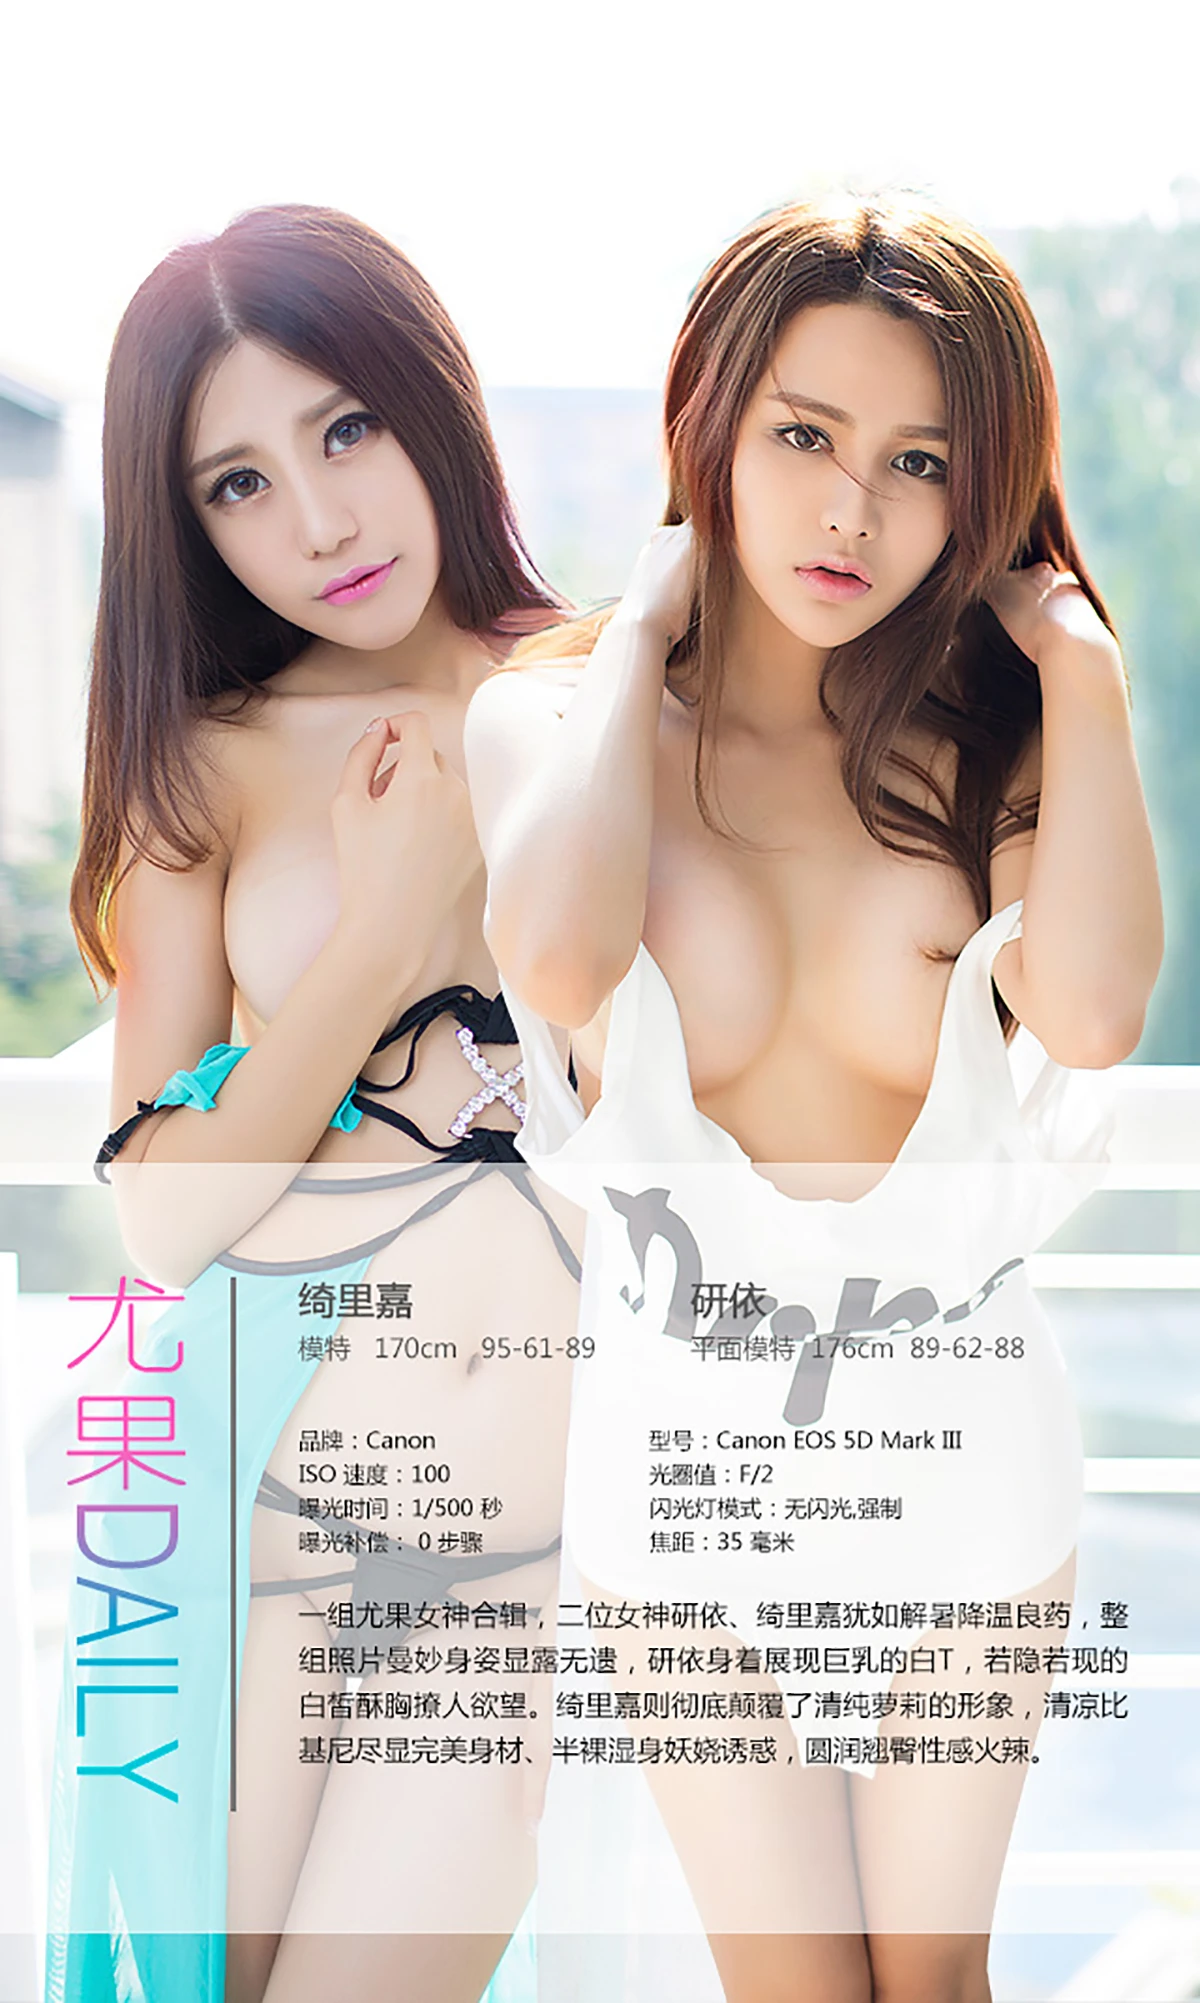 尤果DAILY
绮里嘉
模特 170cm 95-61-89
研依
平面模特 176cm 89-62-88
品牌：Canon
ISO 速度：100
曝光时间：1/500 秒
曝光补偿： 0 步骤
型号：Canon EOS 5D Mark III
光圈值：F/2
闪光灯模式：无闪光,强制
焦距：35 毫米
一组尤果女神合辑，二位女神研依、绮里嘉犹如解暑降温良药，整
组照片曼妙身姿显露无遗，研依身着展现巨乳的白T，若隐若现的
白皙酥胸撩人欲望。绮里嘉则彻底颠覆了清纯萝莉的形象，清凉比
基尼尽显完美身材、半裸湿身妖娆诱惑，圆润翘臀性感火辣。